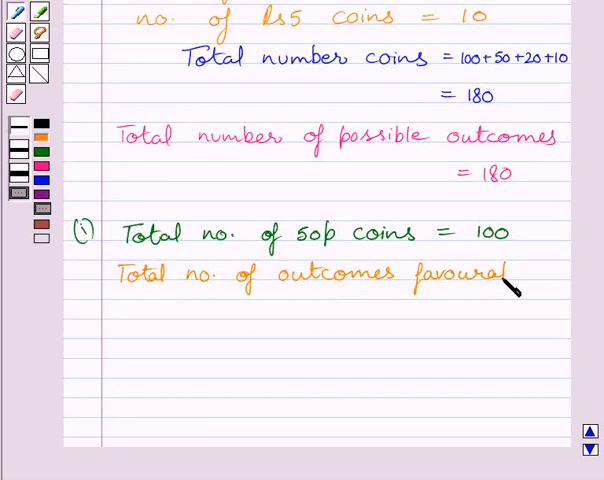 no. of Rs5 coins = 10
Total number coins = 100+50+20+10
= 180
Total number of possible outcomes
= 180
(i) Total no. of 50p coins = 100
Total no. of outcomes favoural